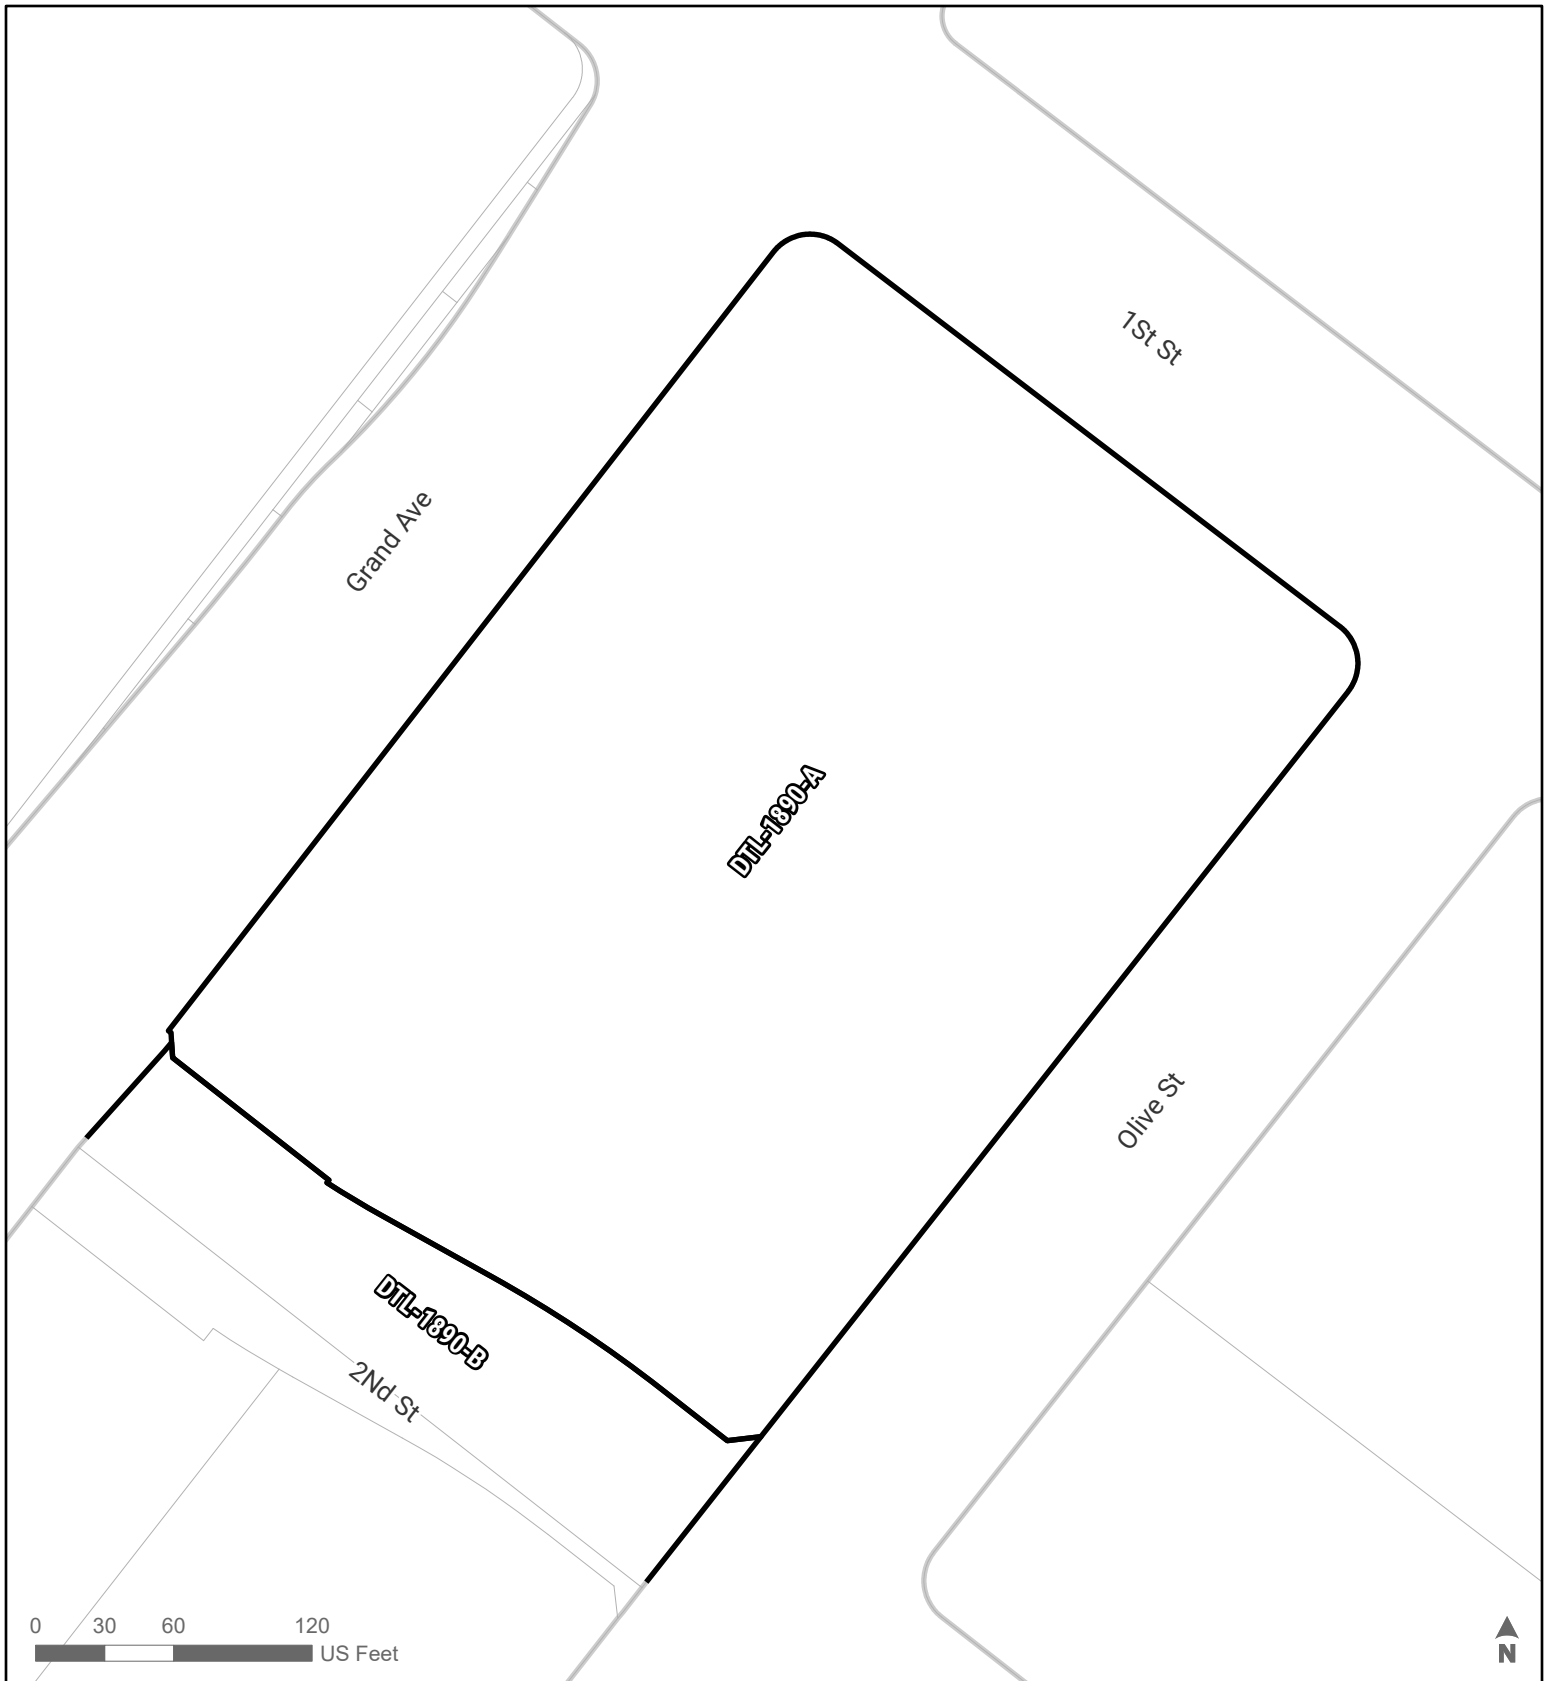 1St St
Grand Ave
DTL-1890-A
Olive St
DTL-1890-B
2Nd St
0 30 60 120
US Feet
N